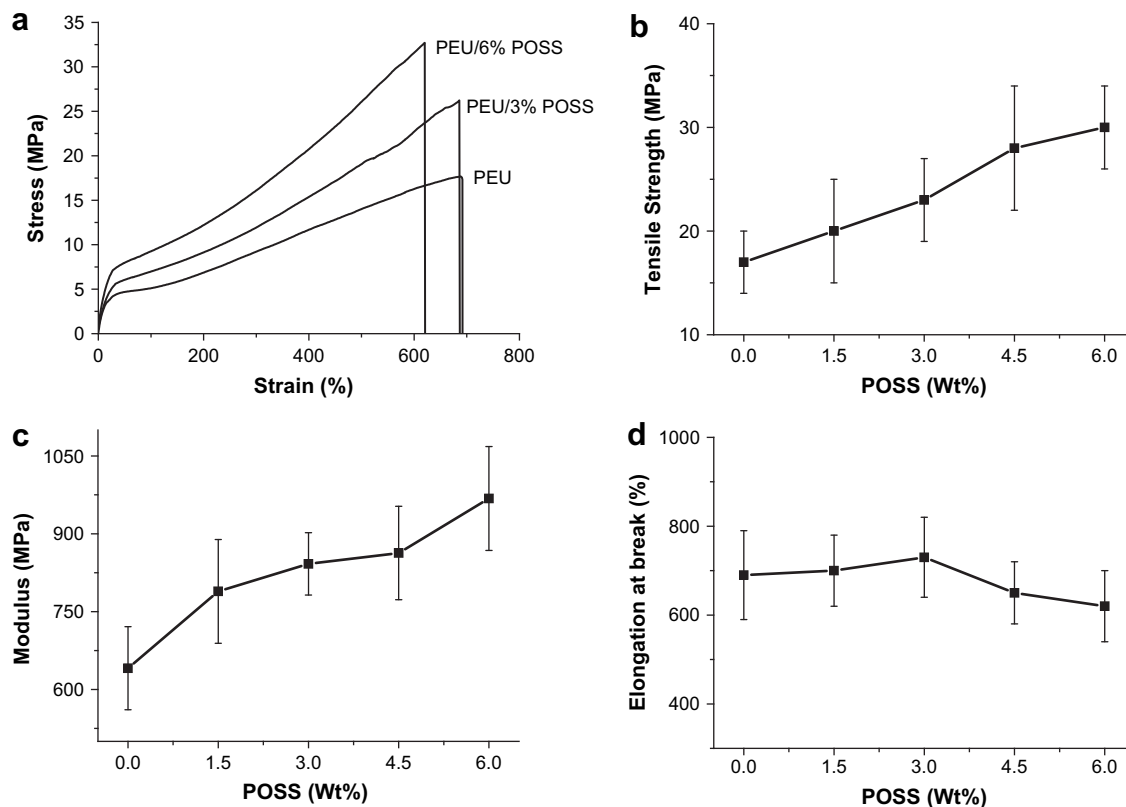 a
35
30
25
20
15
10
5
0
Stress (MPa)
PEU/6% POSS
PEU/3% POSS
PEU
0 200 400 600 800
Strain (%)
b
30
20
10
Tensile Strength (MPa)
0.0 1.5 3.0 4.5 6.0
POSS (Wt%)
c
1050
900
750
600
Modulus (MPa)
0.0 1.5 3.0 4.5 6.0
POSS (Wt%)
d
1000
800
600
400
Elongation at break (%)
0.0 1.5 3.0 4.5 6.0
POSS (Wt%)